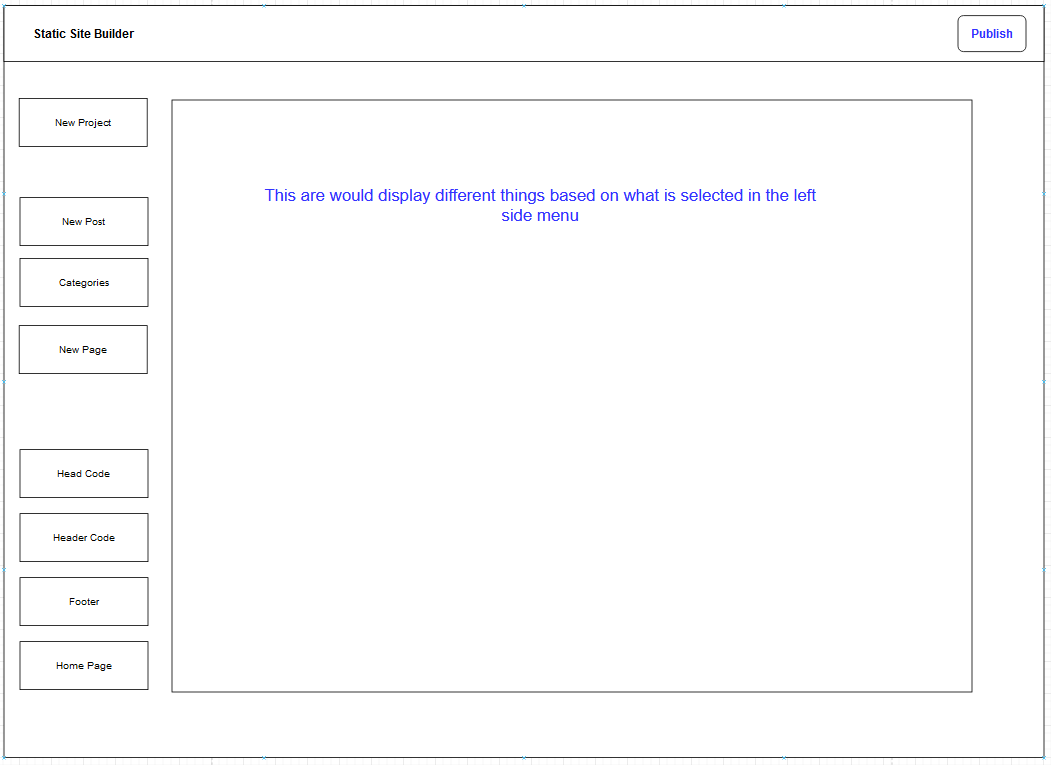 Static Site Builder
Publish
New Project
This are would display different things based on what is selected in the left
side menu
New Post
Categories
New Page
Head Code
Header Code
Footer
Home Page